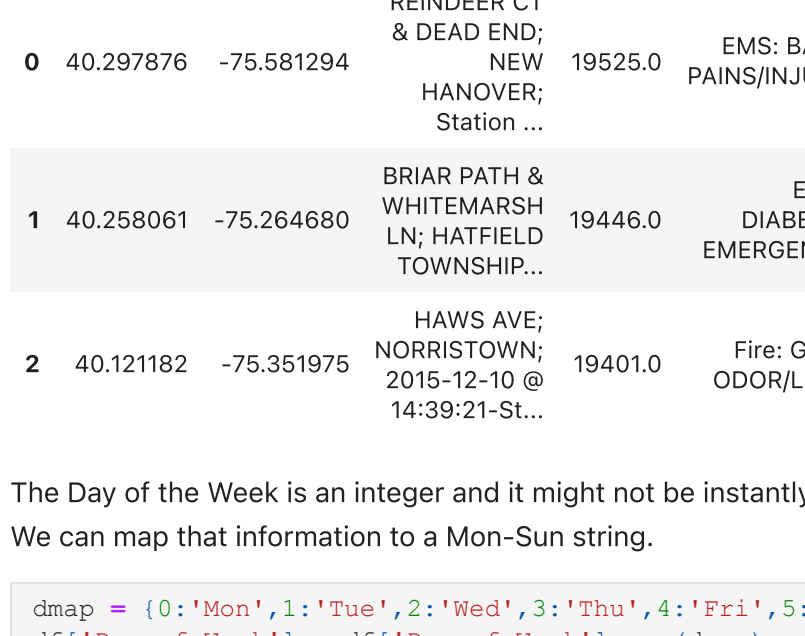 REINDEER CT
& DEAD END;
0 40.297876 -75.581294 NEW 19525.0 EMS: BA
HANOVER; PAINS/INJU
Station ...
BRIAR PATH & E
1 40.258061 -75.264680 WHITEMARSH 19446.0 DIABE
LN; HATFIELD EMERGEN
TOWNSHIP...
HAWS AVE;
2 40.121182 -75.351975 NORRISTOWN; 19401.0 Fire: G
2015-12-10 @ ODOR/L
14:39:21-St...
The Day of the Week is an integer and it might not be instantly
We can map that information to a Mon-Sun string.
dmap = {0:'Mon',1:'Tue',2:'Wed',3:'Thu',4:'Fri',5: